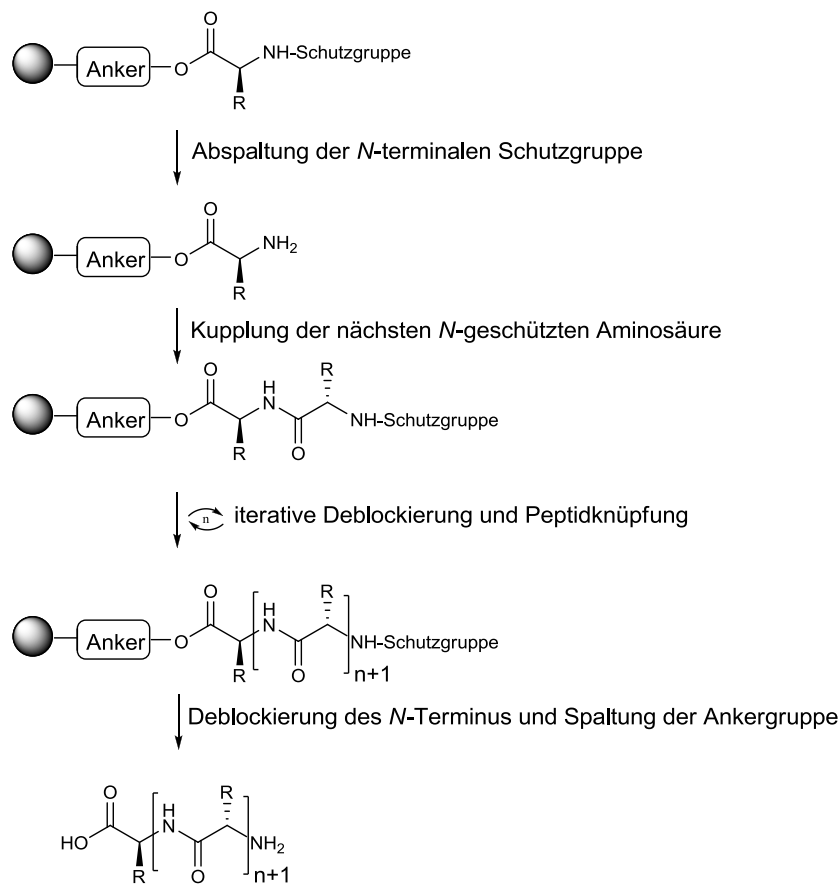 O
Anker
O
NH-Schutzgruppe
R
Abspaltung der N-terminalen Schutzgruppe
O
Anker
O
NH2
R
Kupplung der nächsten N-geschützten Aminosäure
O
H
N
R
Anker
O
R
O
NH-Schutzgruppe
n
iterative Deblockierung und Peptidknüpfung
O
H
N
R
Anker
O
R
O
NH-Schutzgruppe
n+1
Deblockierung des N-Terminus und Spaltung der Ankergruppe
O
H
N
R
HO
R
O
NH2
n+1